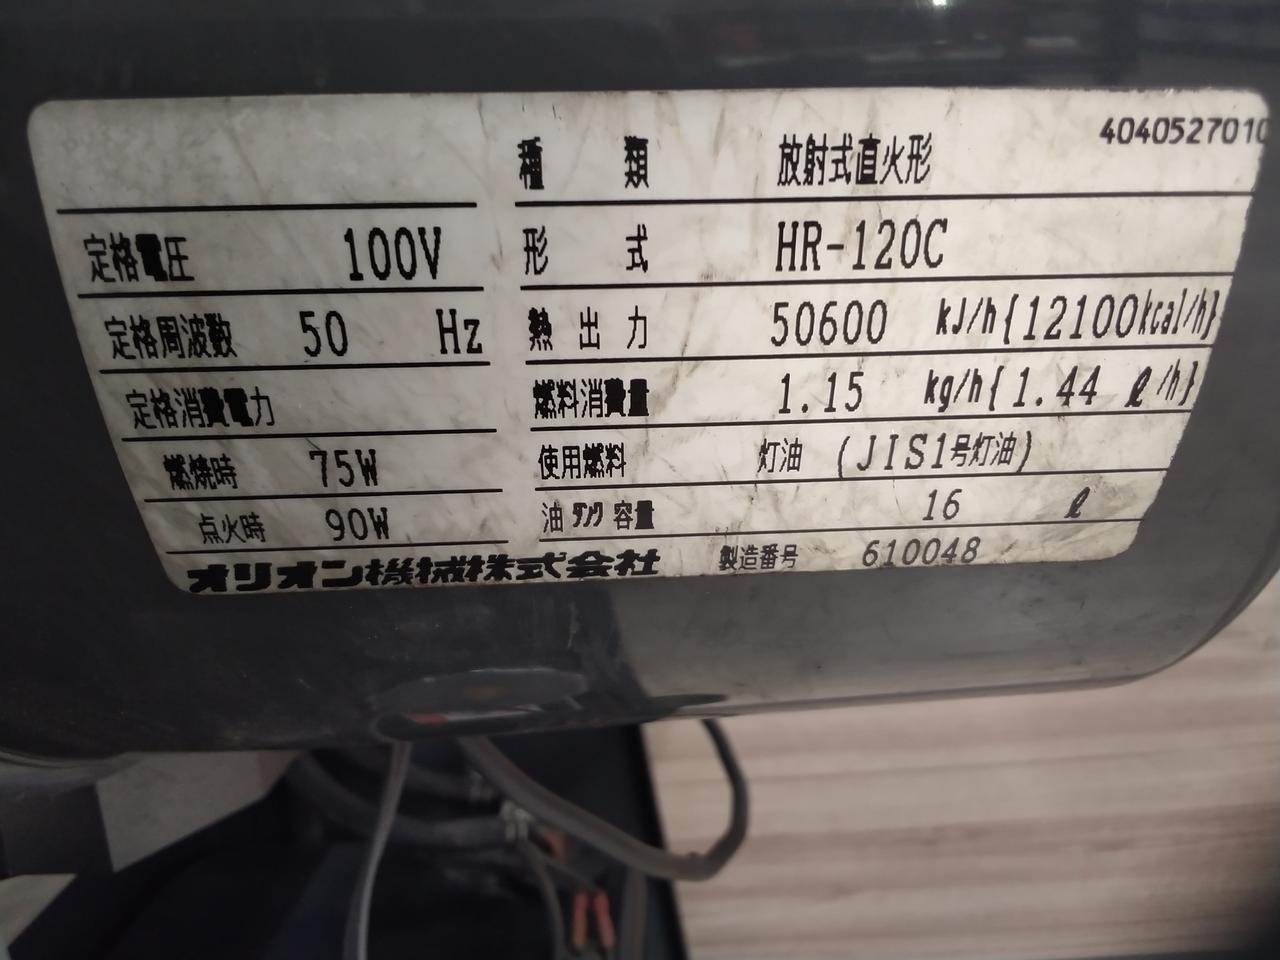 4040527010
種類 放射式直火形
定格電圧 100V
形式 HR-120C
定格周波数 50 Hz
熱出力 50600 kJ/h{12100kcal/h}
定格消費電力
燃料消費量 1.15 kg/h{1.44 ℓ/h}
燃焼時 75W
使用燃料 灯油 (JIS1号灯油)
点火時 90W
油タンク容量 16 ℓ
オリオン機械株式会社 製造番号 610048